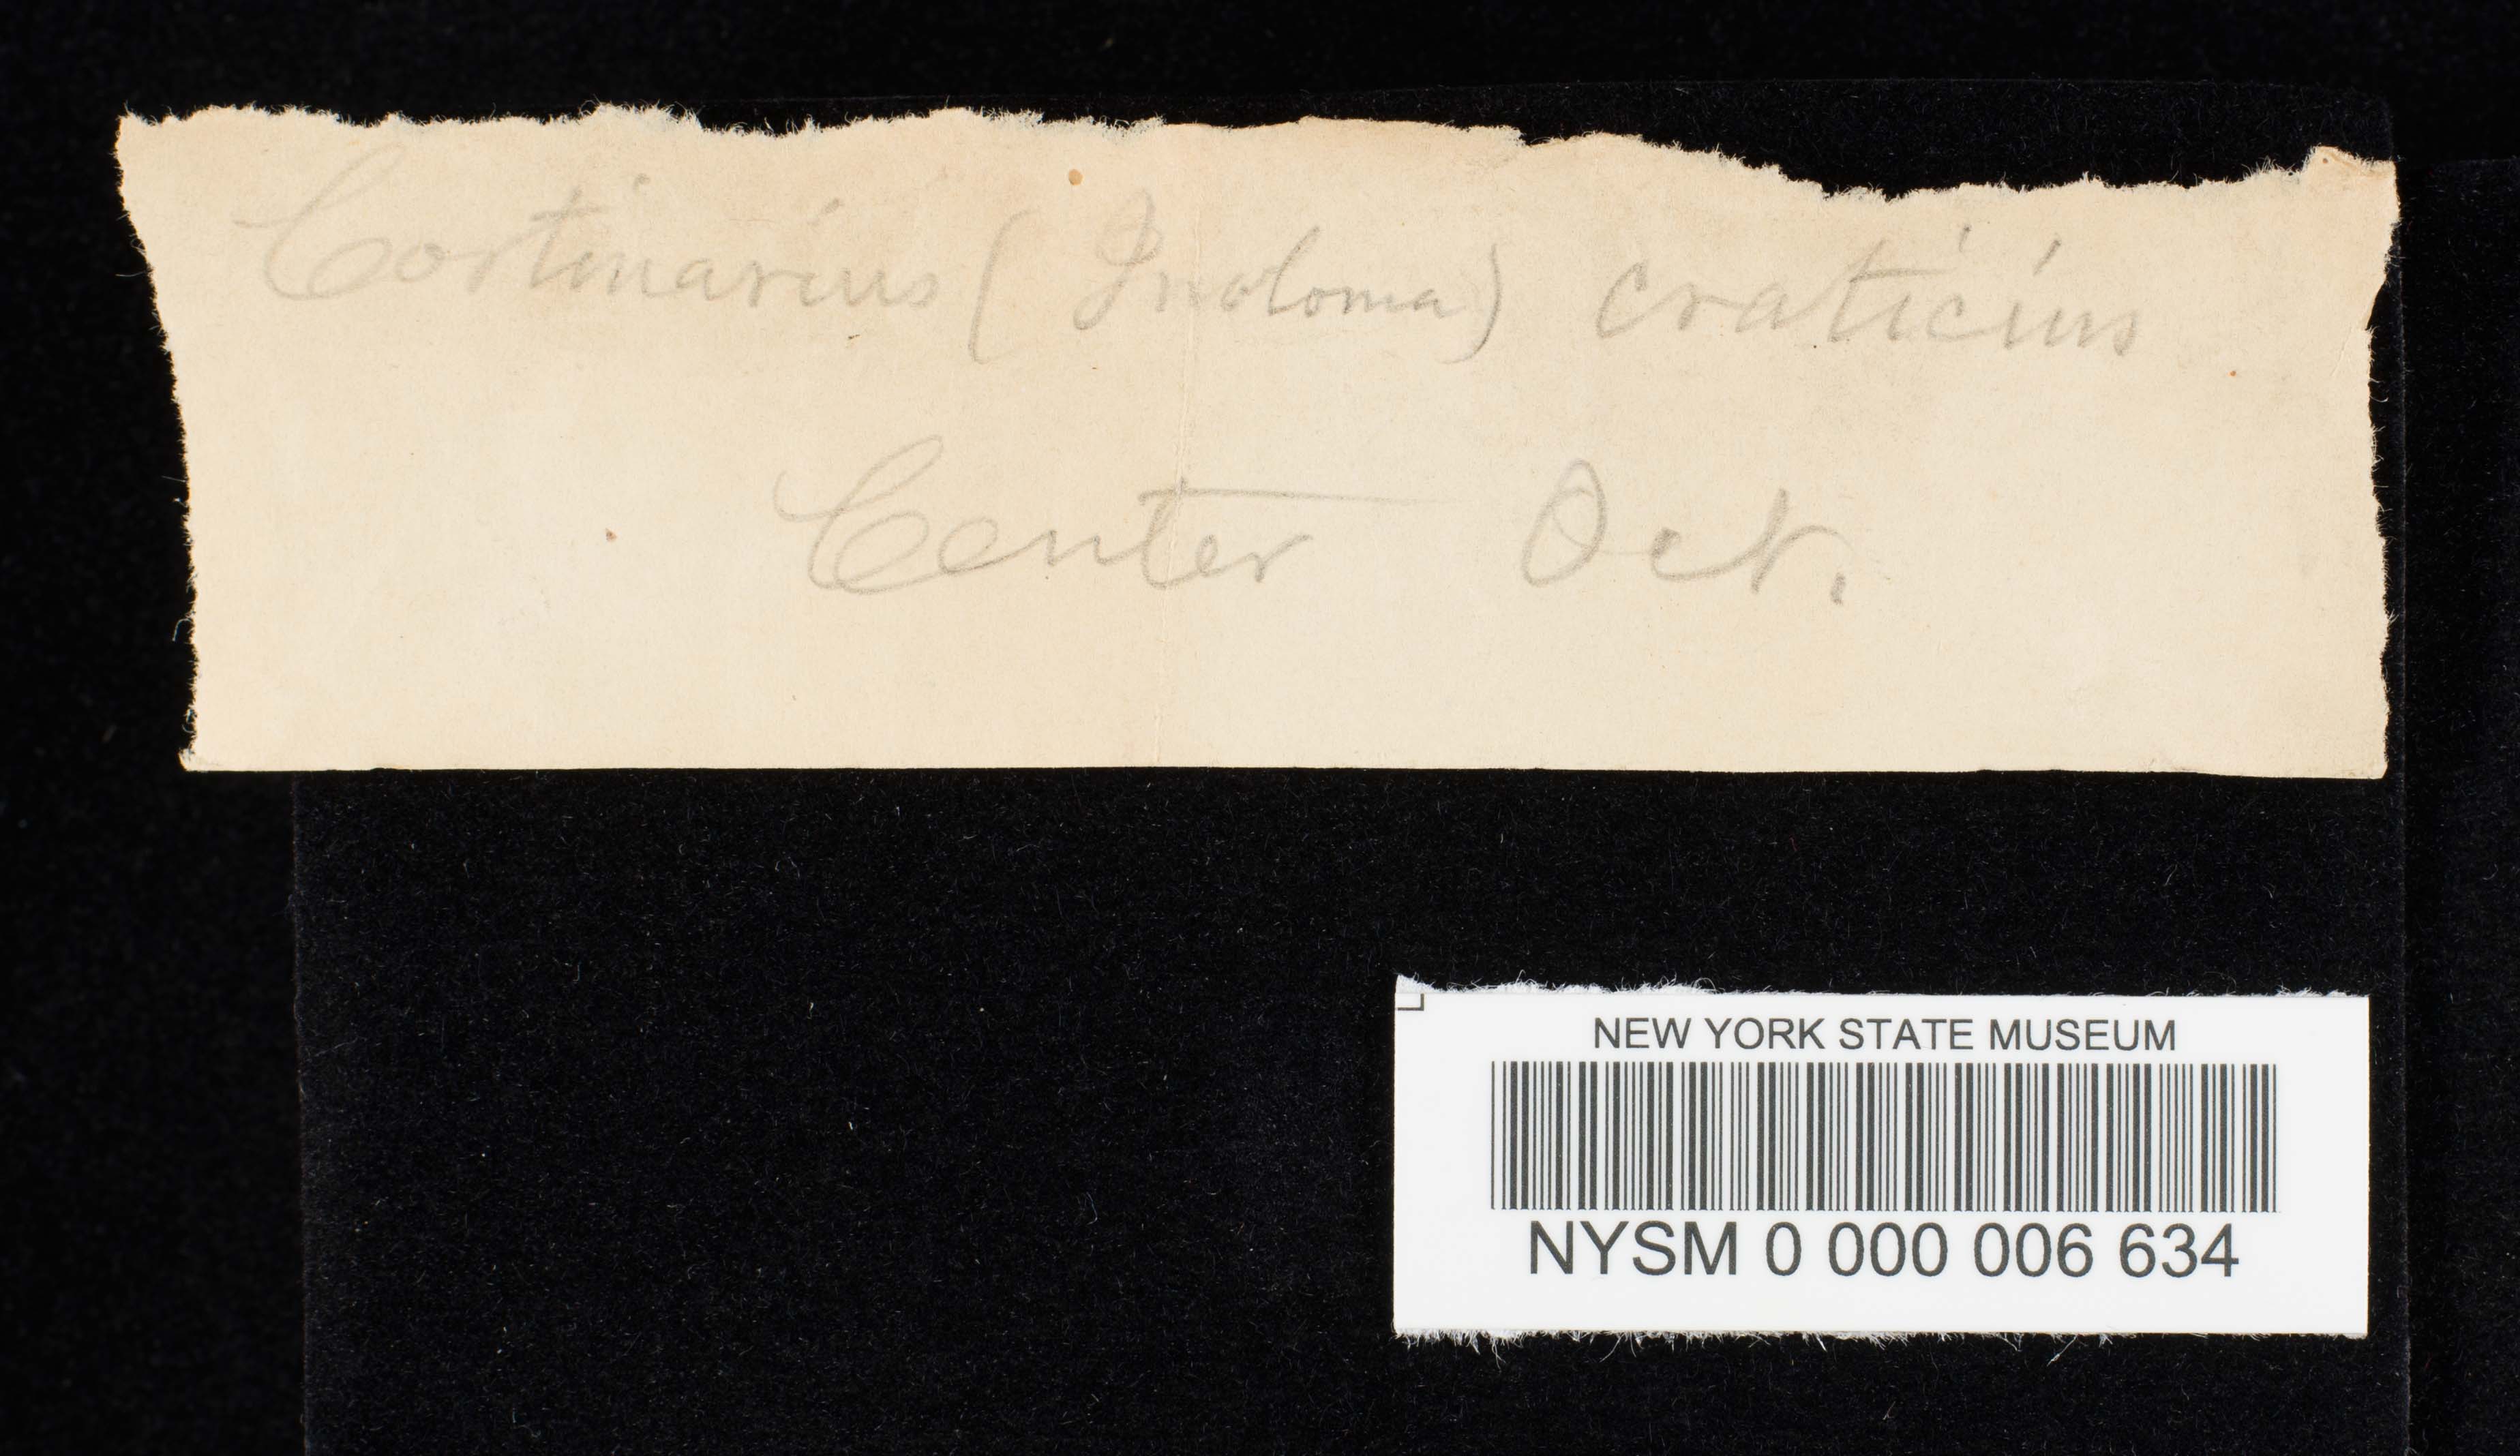 Cortinarius (Inoloma) craticius
Center Oct.
NEW YORK STATE MUSEUM
NYSM 0 000 006 634